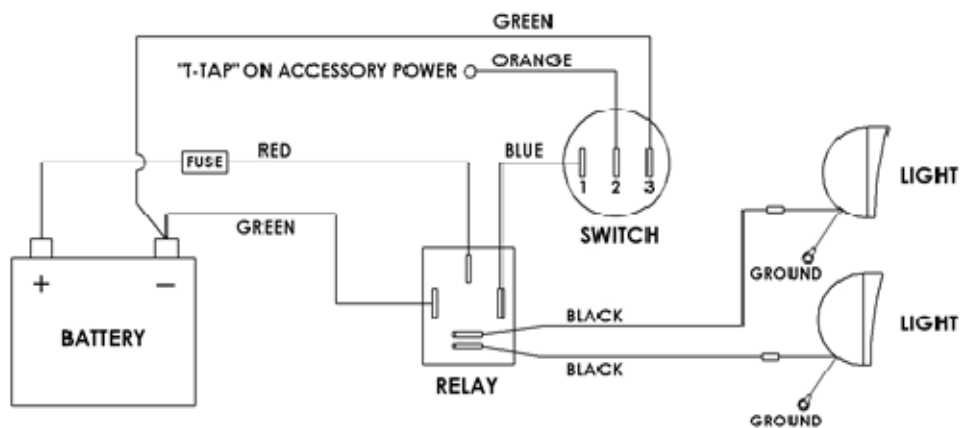 GREEN
"T-TAP" ON ACCESSORY POWER
ORANGE
FUSE
RED
BLUE
1 2 3
LIGHT
SWITCH
GREEN
GROUND
+ −
BATTERY
BLACK
LIGHT
BLACK
RELAY
GROUND